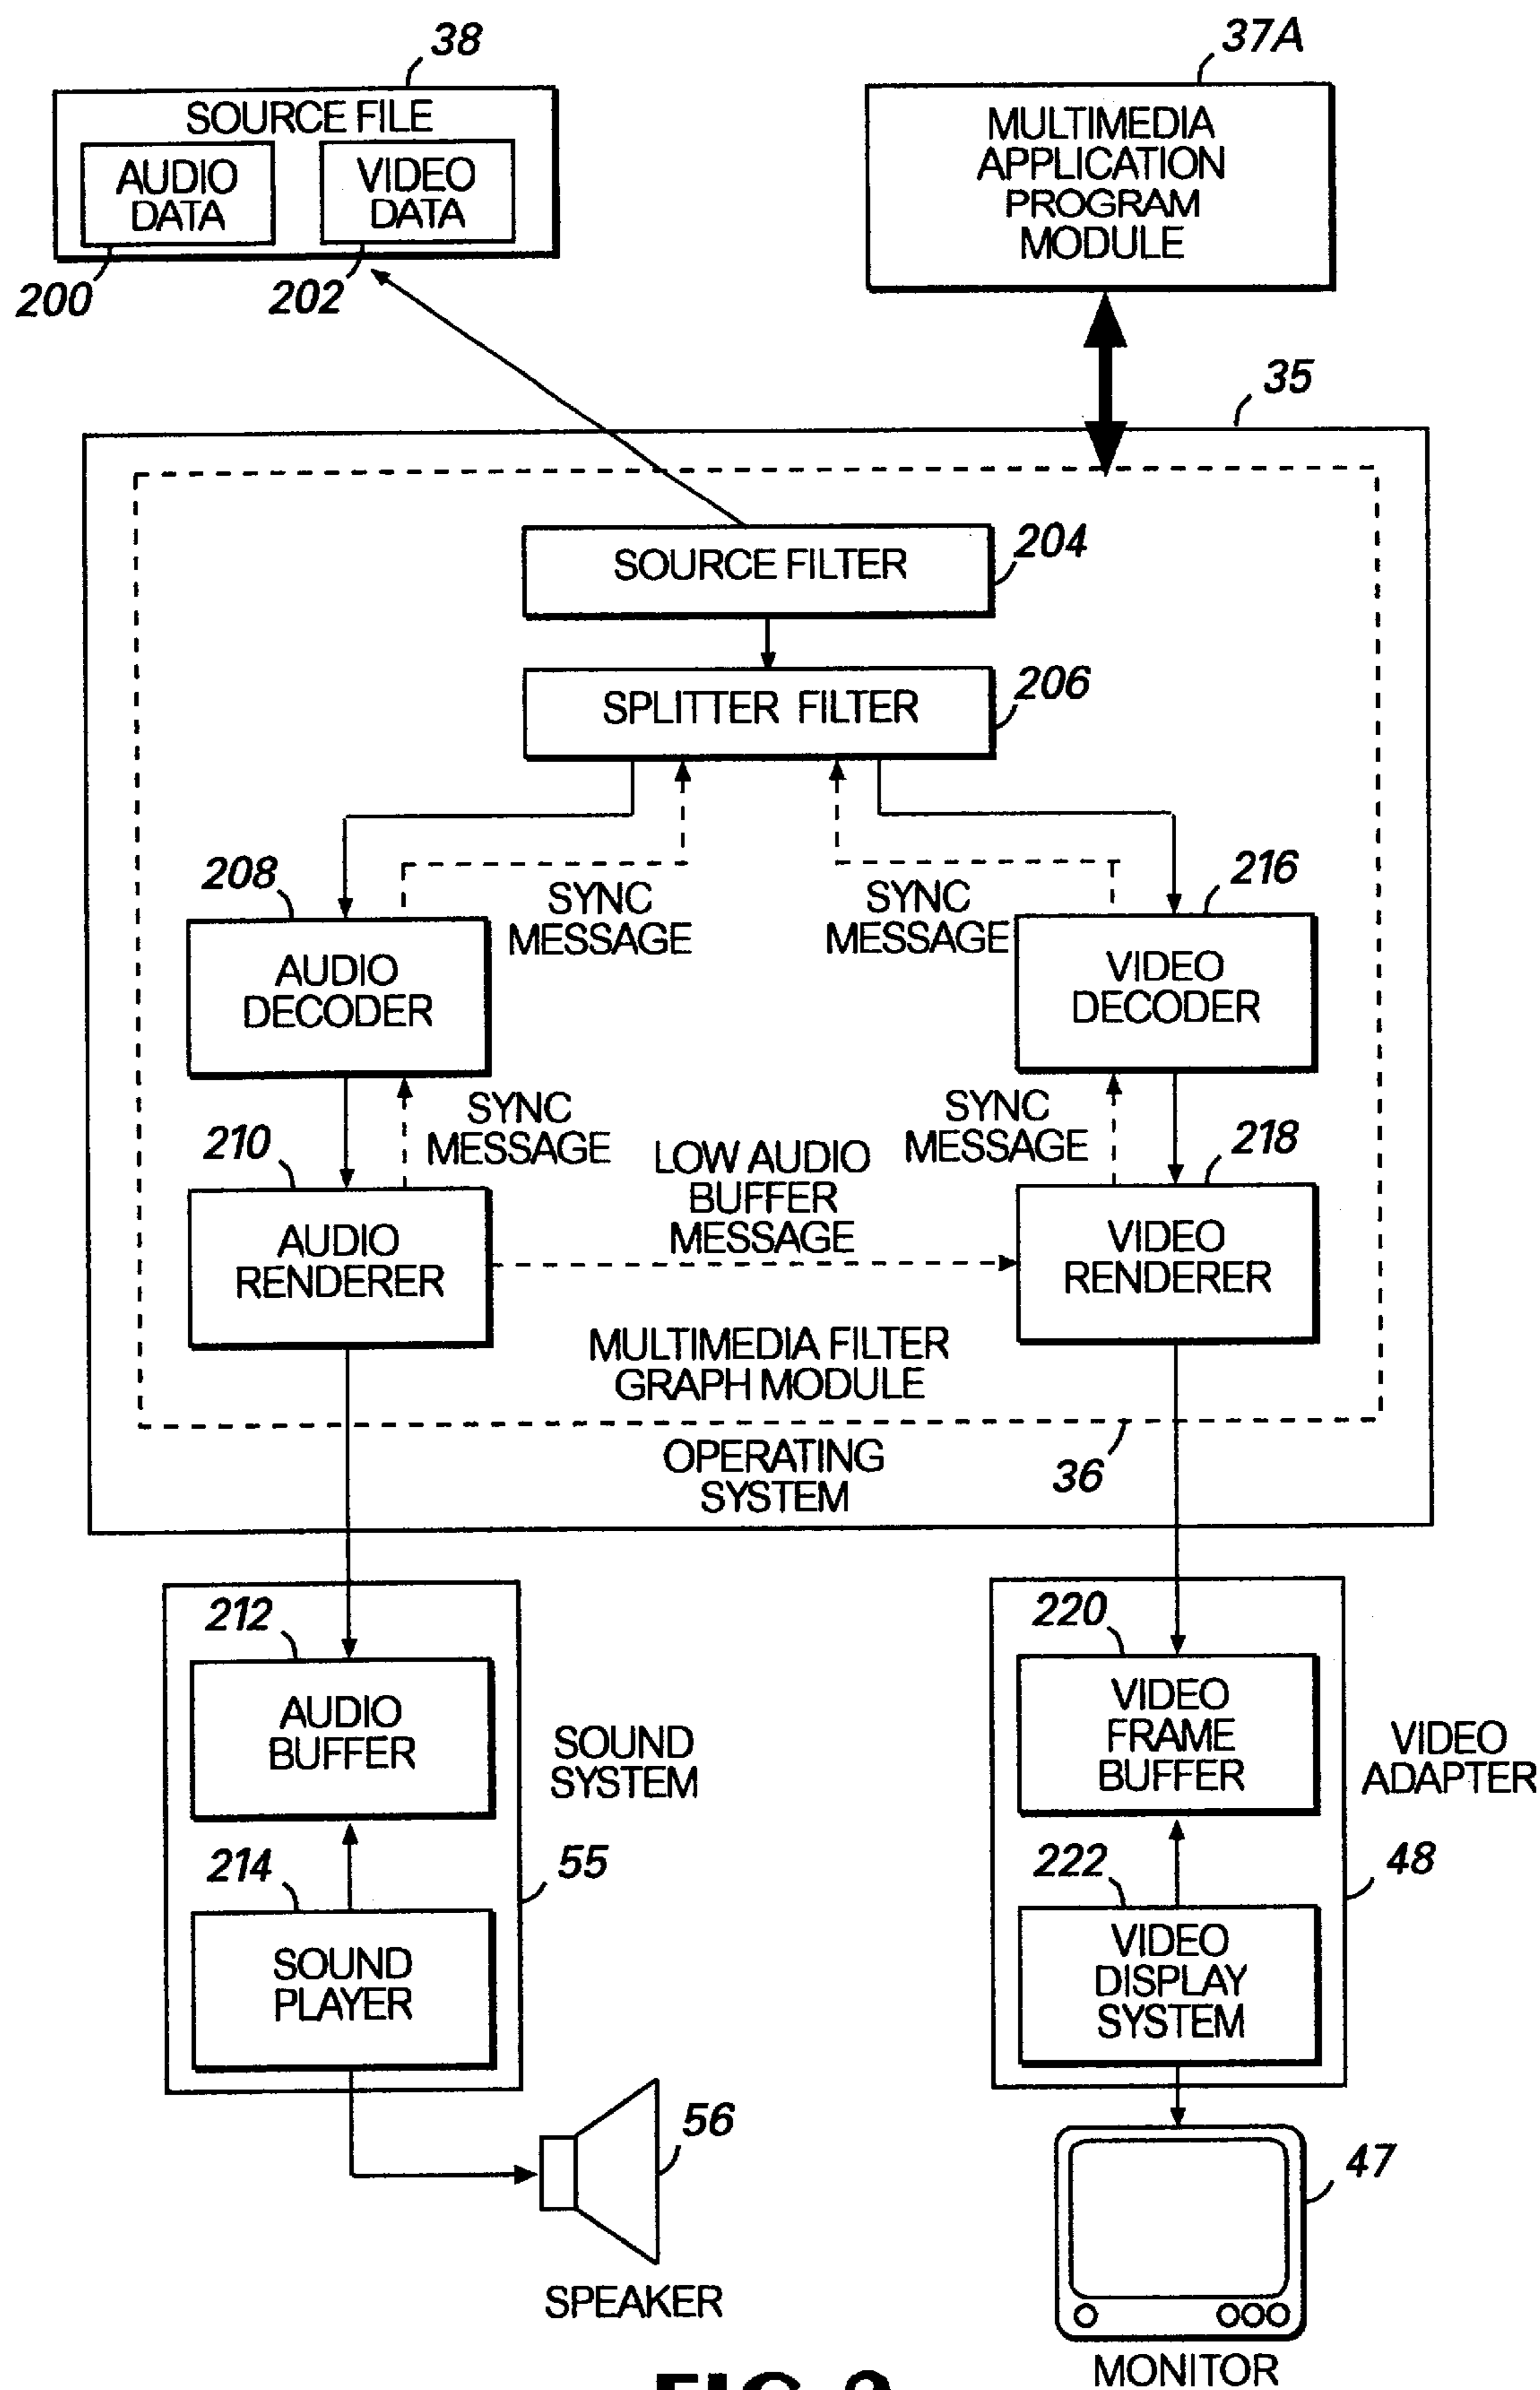 38
37A
SOURCE FILE
AUDIO
DATA
VIDEO
DATA
200
202
MULTIMEDIA
APPLICATION
PROGRAM
MODULE
35
SOURCE FILTER
204
SPLITTER FILTER
206
208
SYNC
MESSAGE
SYNC
MESSAGE
216
AUDIO
DECODER
VIDEO
DECODER
210
SYNC
MESSAGE
LOW AUDIO
BUFFER
MESSAGE
SYNC
MESSAGE
218
AUDIO
RENDERER
VIDEO
RENDERER
MULTIMEDIA FILTER
GRAPH MODULE
OPERATING
SYSTEM
36
212
AUDIO
BUFFER
SOUND
SYSTEM
220
VIDEO
FRAME
BUFFER
VIDEO
ADAPTER
214
55
SOUND
PLAYER
222
48
VIDEO
DISPLAY
SYSTEM
56
SPEAKER
47
MONITOR